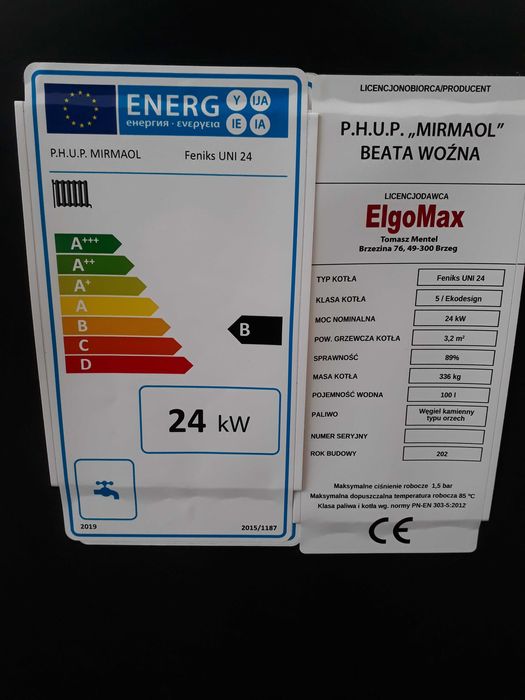 ENERG Y IJA IE IA
енергия · ενεργεια
P.H.U.P. MIRMAOL Feniks UNI 24
A+++
A++
A+
A
B
C
D
B
24 kW
2019 2015/1187
LICENCJONOBIORCA/PRODUCENT
P.H.U.P. „MIRMAOL”
BEATA WOŹNA
LICENCJODAWCA
ElgoMax
Tomasz Mentel
Brzezina 76, 49-300 Brzeg
TYP KOTŁA Feniks UNI 24
KLASA KOTŁA 5 / Ekodesign
MOC NOMINALNA 24 kW
POW. GRZEWCZA KOTŁA 3,2 m²
SPRAWNOŚĆ 89%
MASA KOTŁA 336 kg
POJEMNOŚĆ WODNA 100 l
PALIWO Węgiel kamienny
typu orzech
NUMER SERYJNY
ROK BUDOWY 202
Maksymalne ciśnienie robocze 1,5 bar
Maksymalna dopuszczalna temperatura robocza 85 °C
Klasa paliwa i kotła wg. normy PN-EN 303-5:2012
CE